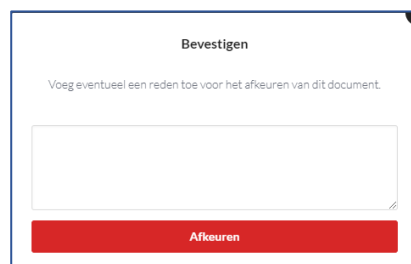 Bevestigen
Voeg eventueel een reden toe voor het afkeuren van dit document.
Afkeuren